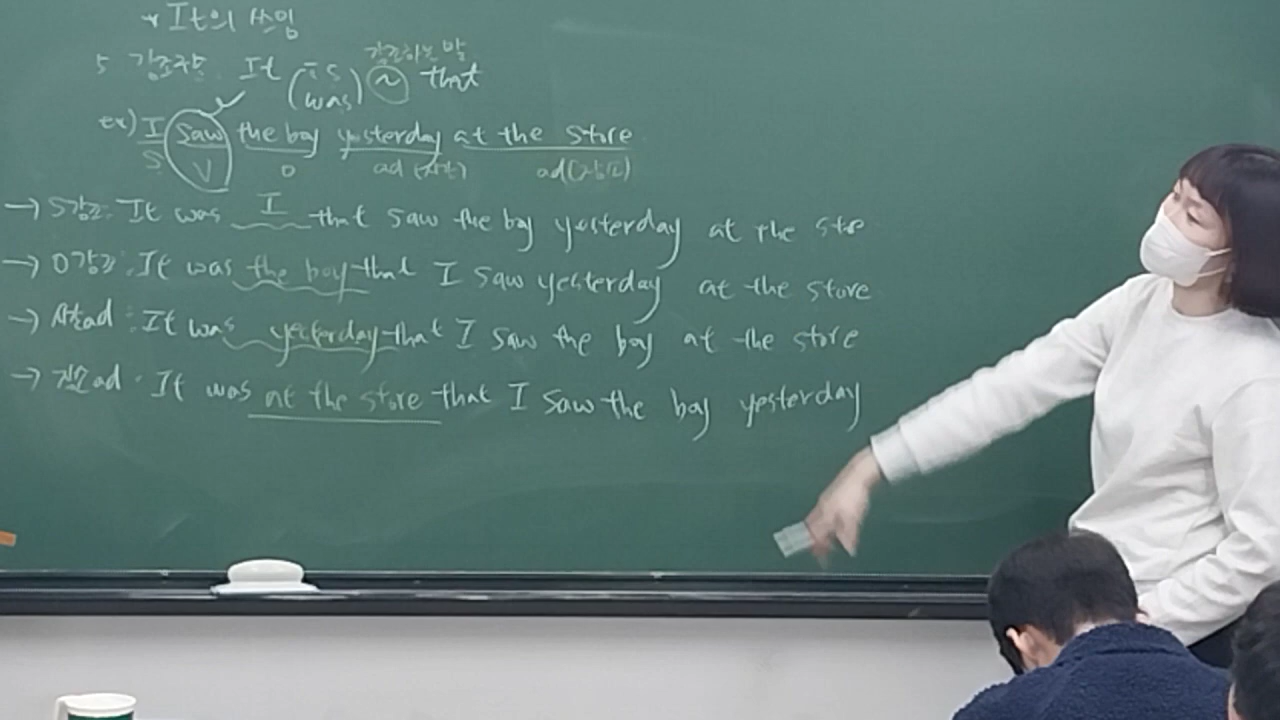 * It의 쓰임
5 강조구문. It (is was) ~ that 강조하는 말
ex) I saw the boy yesterday at the store
S V O ad (시간) ad(장소)
→ S강조: It was I that saw the boy yesterday at the store
→ O강조: It was the boy that I saw yesterday at the store
→ 시간ad: It was yesterday that I saw the boy at the store
→ 장소ad: It was at the store that I saw the boy yesterday